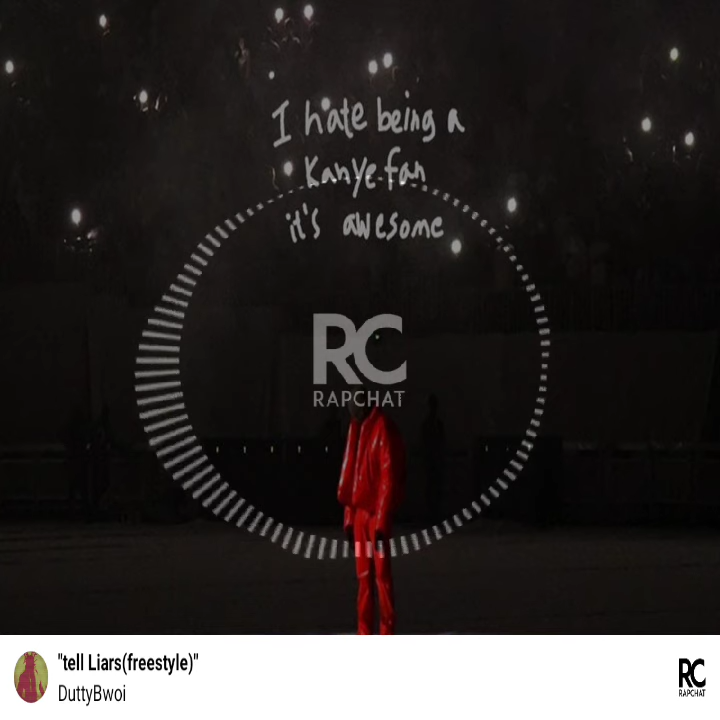 I hate being a
Kanye fan
it's awesome
RC
RAPCHAT
"tell Liars(freestyle)"
DuttyBwoi
RC
RAPCHAT